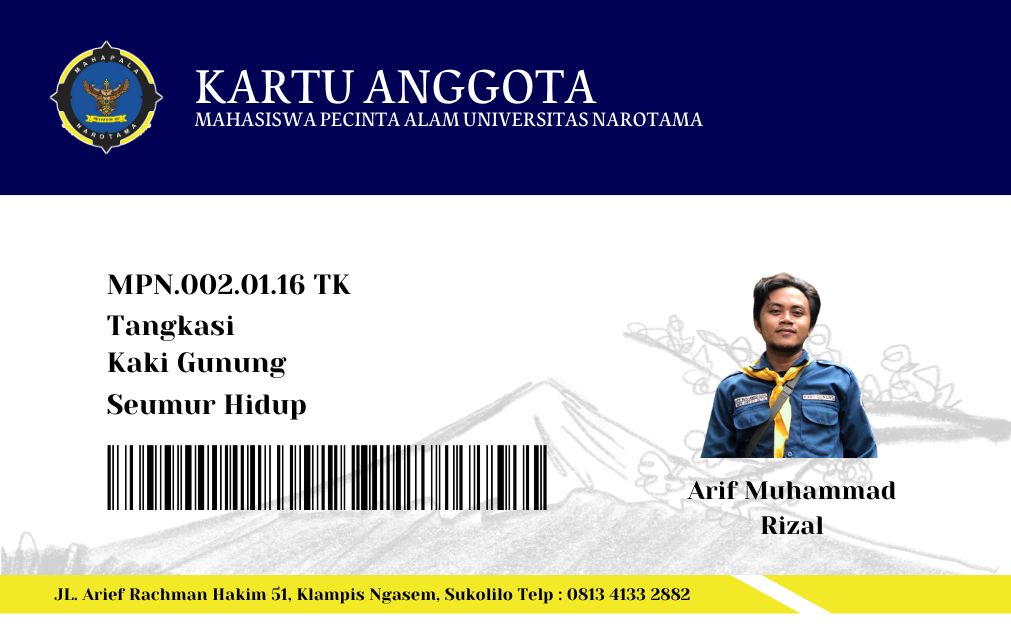 MAHAPALA
NAROTAMA
KARTU ANGGOTA
MAHASISWA PECINTA ALAM UNIVERSITAS NAROTAMA
MPN.002.01.16 TK
Tangkasi
Kaki Gunung
Seumur Hidup
Arif Muhammad
Rizal
JL. Arief Rachman Hakim 51, Klampis Ngasem, Sukolilo Telp : 0813 4133 2882